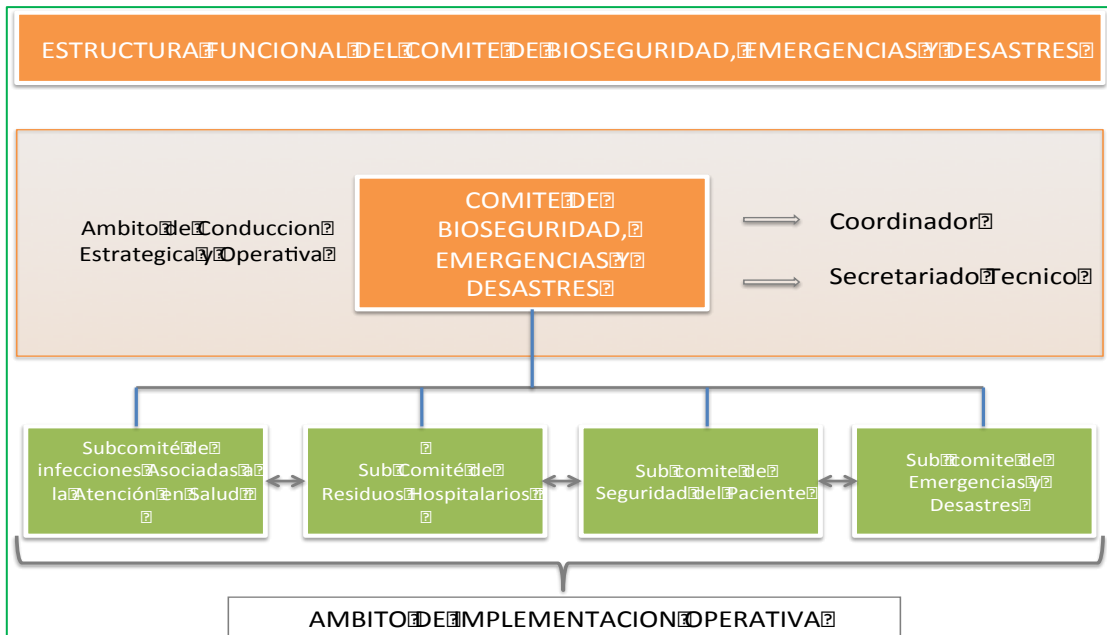 ESTRUCTURA FUNCIONAL DEL COMITE DE BIOSEGURIDAD, EMERGENCIAS Y DESASTRES
Ambito de Conduccion
Estrategica y Operativa
COMITE DE
BIOSEGURIDAD,
EMERGENCIAS Y
DESASTRES
Coordinador
Secretariado Tecnico
Subcomité de
infecciones Asociadas a
la Atención en Salud
Sub Comité de
Residuos Hospitalarios
Sub comite de
Seguridad del Paciente
Sub comite de
Emergencias y
Desastres
AMBITO DE IMPLEMENTACION OPERATIVA